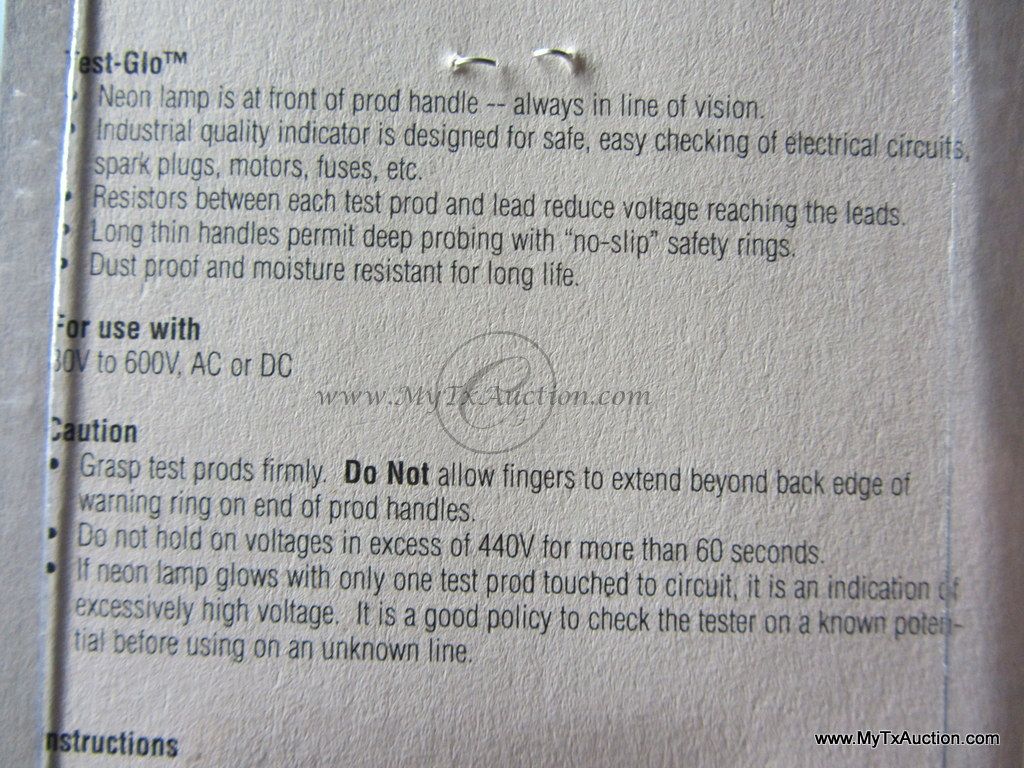 Test-Glo™
• Neon lamp is at front of prod handle -- always in line of vision.
• Industrial quality indicator is designed for safe, easy checking of electrical circuits,
spark plugs, motors, fuses, etc.
• Resistors between each test prod and lead reduce voltage reaching the leads.
• Long thin handles permit deep probing with “no-slip” safety rings.
• Dust proof and moisture resistant for long life.
For use with
80V to 600V, AC or DC
www.MyTxAuction.com
Caution
• Grasp test prods firmly. Do Not allow fingers to extend beyond back edge of
warning ring on end of prod handles.
• Do not hold on voltages in excess of 440V for more than 60 seconds.
• If neon lamp glows with only one test prod touched to circuit, it is an indication of
excessively high voltage. It is a good policy to check the tester on a known poten-
tial before using on an unknown line.
Instructions
www.MyTxAuction.com